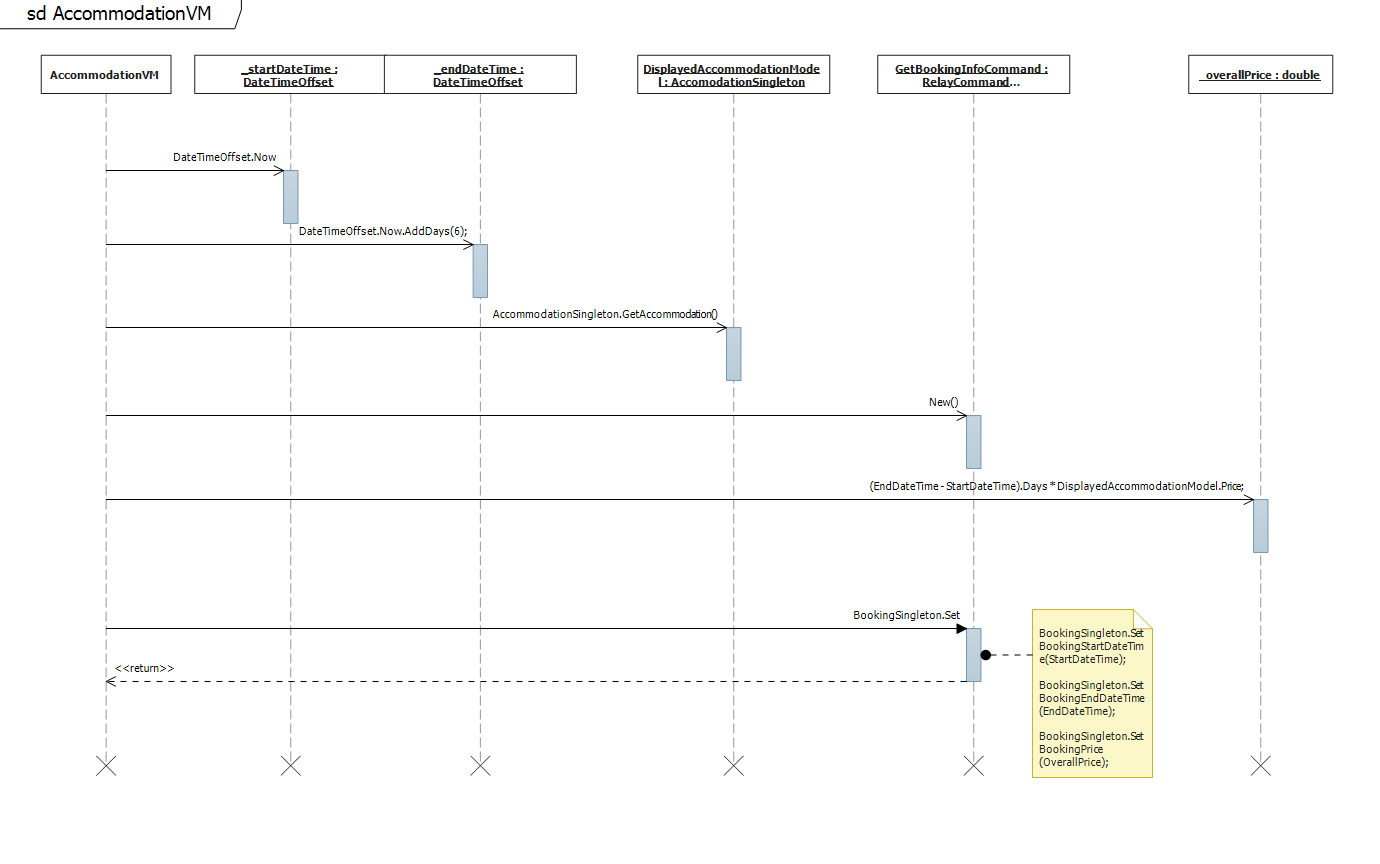 sd AccommodationVM
AccommodationVM
_startDateTime :
DateTimeOffset
_endDateTime :
DateTimeOffset
DisplayedAccommodationMode
l : AccomodationSingleton
GetBookingInfoCommand :
RelayCommand...
_overallPrice : double
DateTimeOffset.Now
DateTimeOffset.Now.AddDays(6);
AccommodationSingleton.GetAccommodation()
New()
(EndDateTime - StartDateTime).Days * DisplayedAccommodationModel.Price;
BookingSingleton.Set
<<return>>
BookingSingleton.Set
BookingStartDateTim
e(StartDateTime);
BookingSingleton.Set
BookingEndDateTime
(EndDateTime);
BookingSingleton.Set
BookingPrice
(OverallPrice);